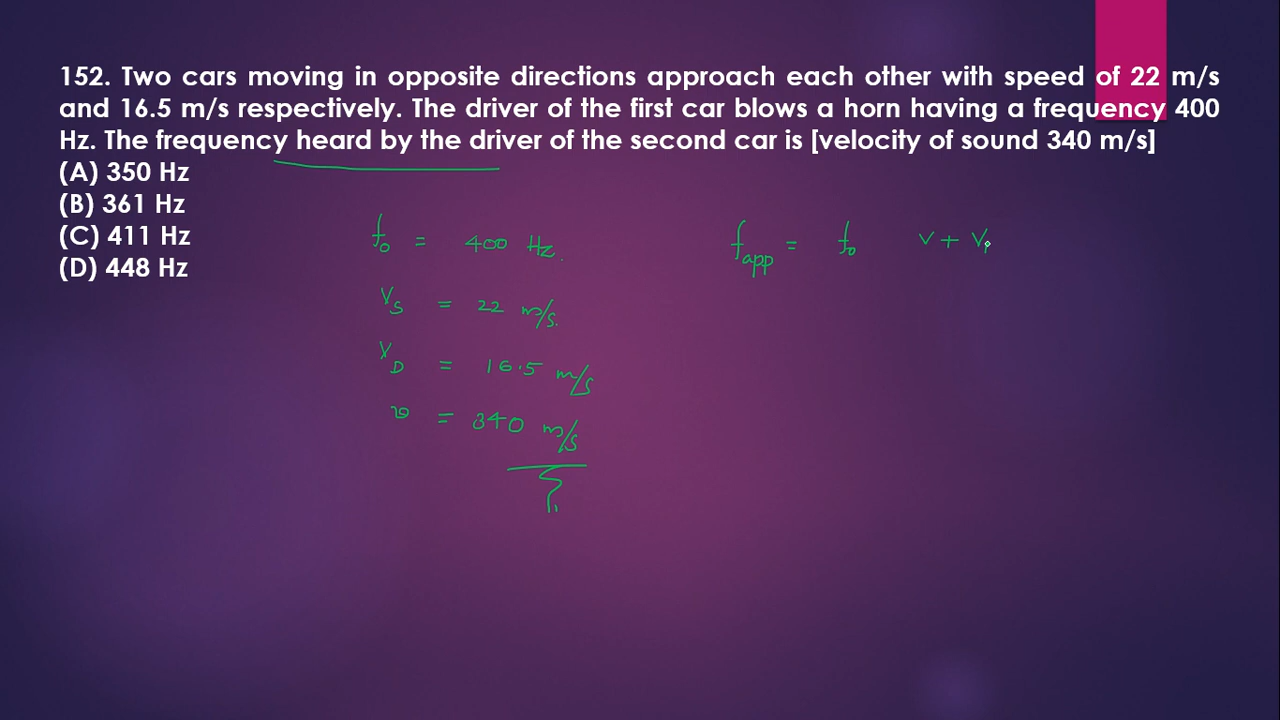 152. Two cars moving in opposite directions approach each other with speed of 22 m/s
and 16.5 m/s respectively. The driver of the first car blows a horn having a frequency 400
Hz. The frequency heard by the driver of the second car is [velocity of sound 340 m/s]
(A) 350 Hz
(B) 361 Hz
(C) 411 Hz
(D) 448 Hz
f₀ = 400 Hz.
v_S = 22 m/s.
v_D = 16.5 m/s
v = 340 m/s
f_app = f₀ v +